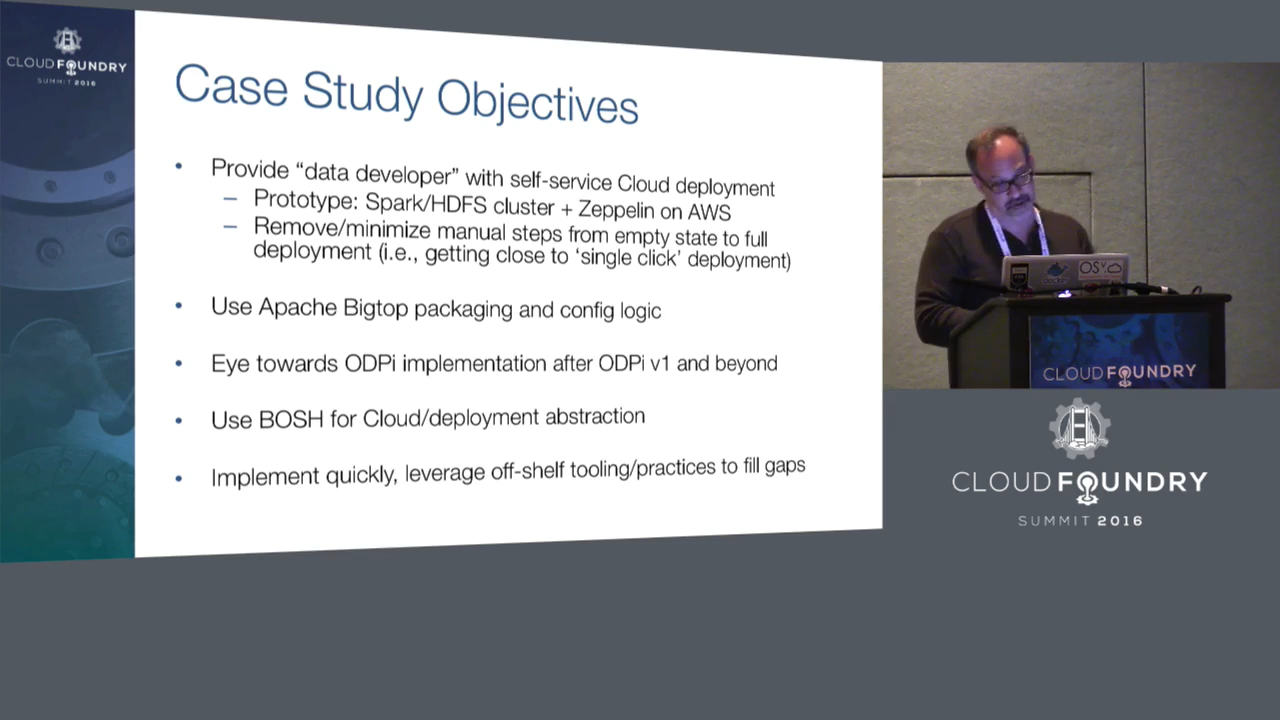 CLOUD FOUNDRY
SUMMIT 2016
Case Study Objectives
• Provide “data developer” with self-service Cloud deployment
– Prototype: Spark/HDFS cluster + Zeppelin on AWS
– Remove/minimize manual steps from empty state to full
deployment (i.e., getting close to ‘single click’ deployment)
• Use Apache Bigtop packaging and config logic
• Eye towards ODPi implementation after ODPi v1 and beyond
• Use BOSH for Cloud/deployment abstraction
• Implement quickly, leverage off-shelf tooling/practices to fill gaps
OSv
CLOUD FOUNDRY
CLOUD FOUNDRY
SUMMIT 2016